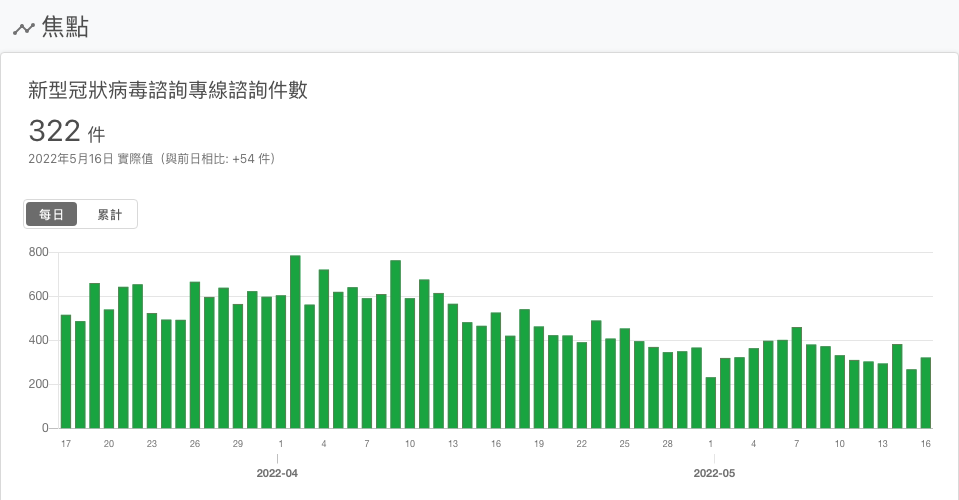 焦點
新型冠狀病毒諮詢專線諮詢件數
322 件
2022年5月16日 實際值（與前日相比: +54 件）
每日 累計
800
600
400
200
0
17 20 23 26 29 1 4 7 10 13 16 19 22 25 28 1 4 7 10 13 16
2022-04 2022-05